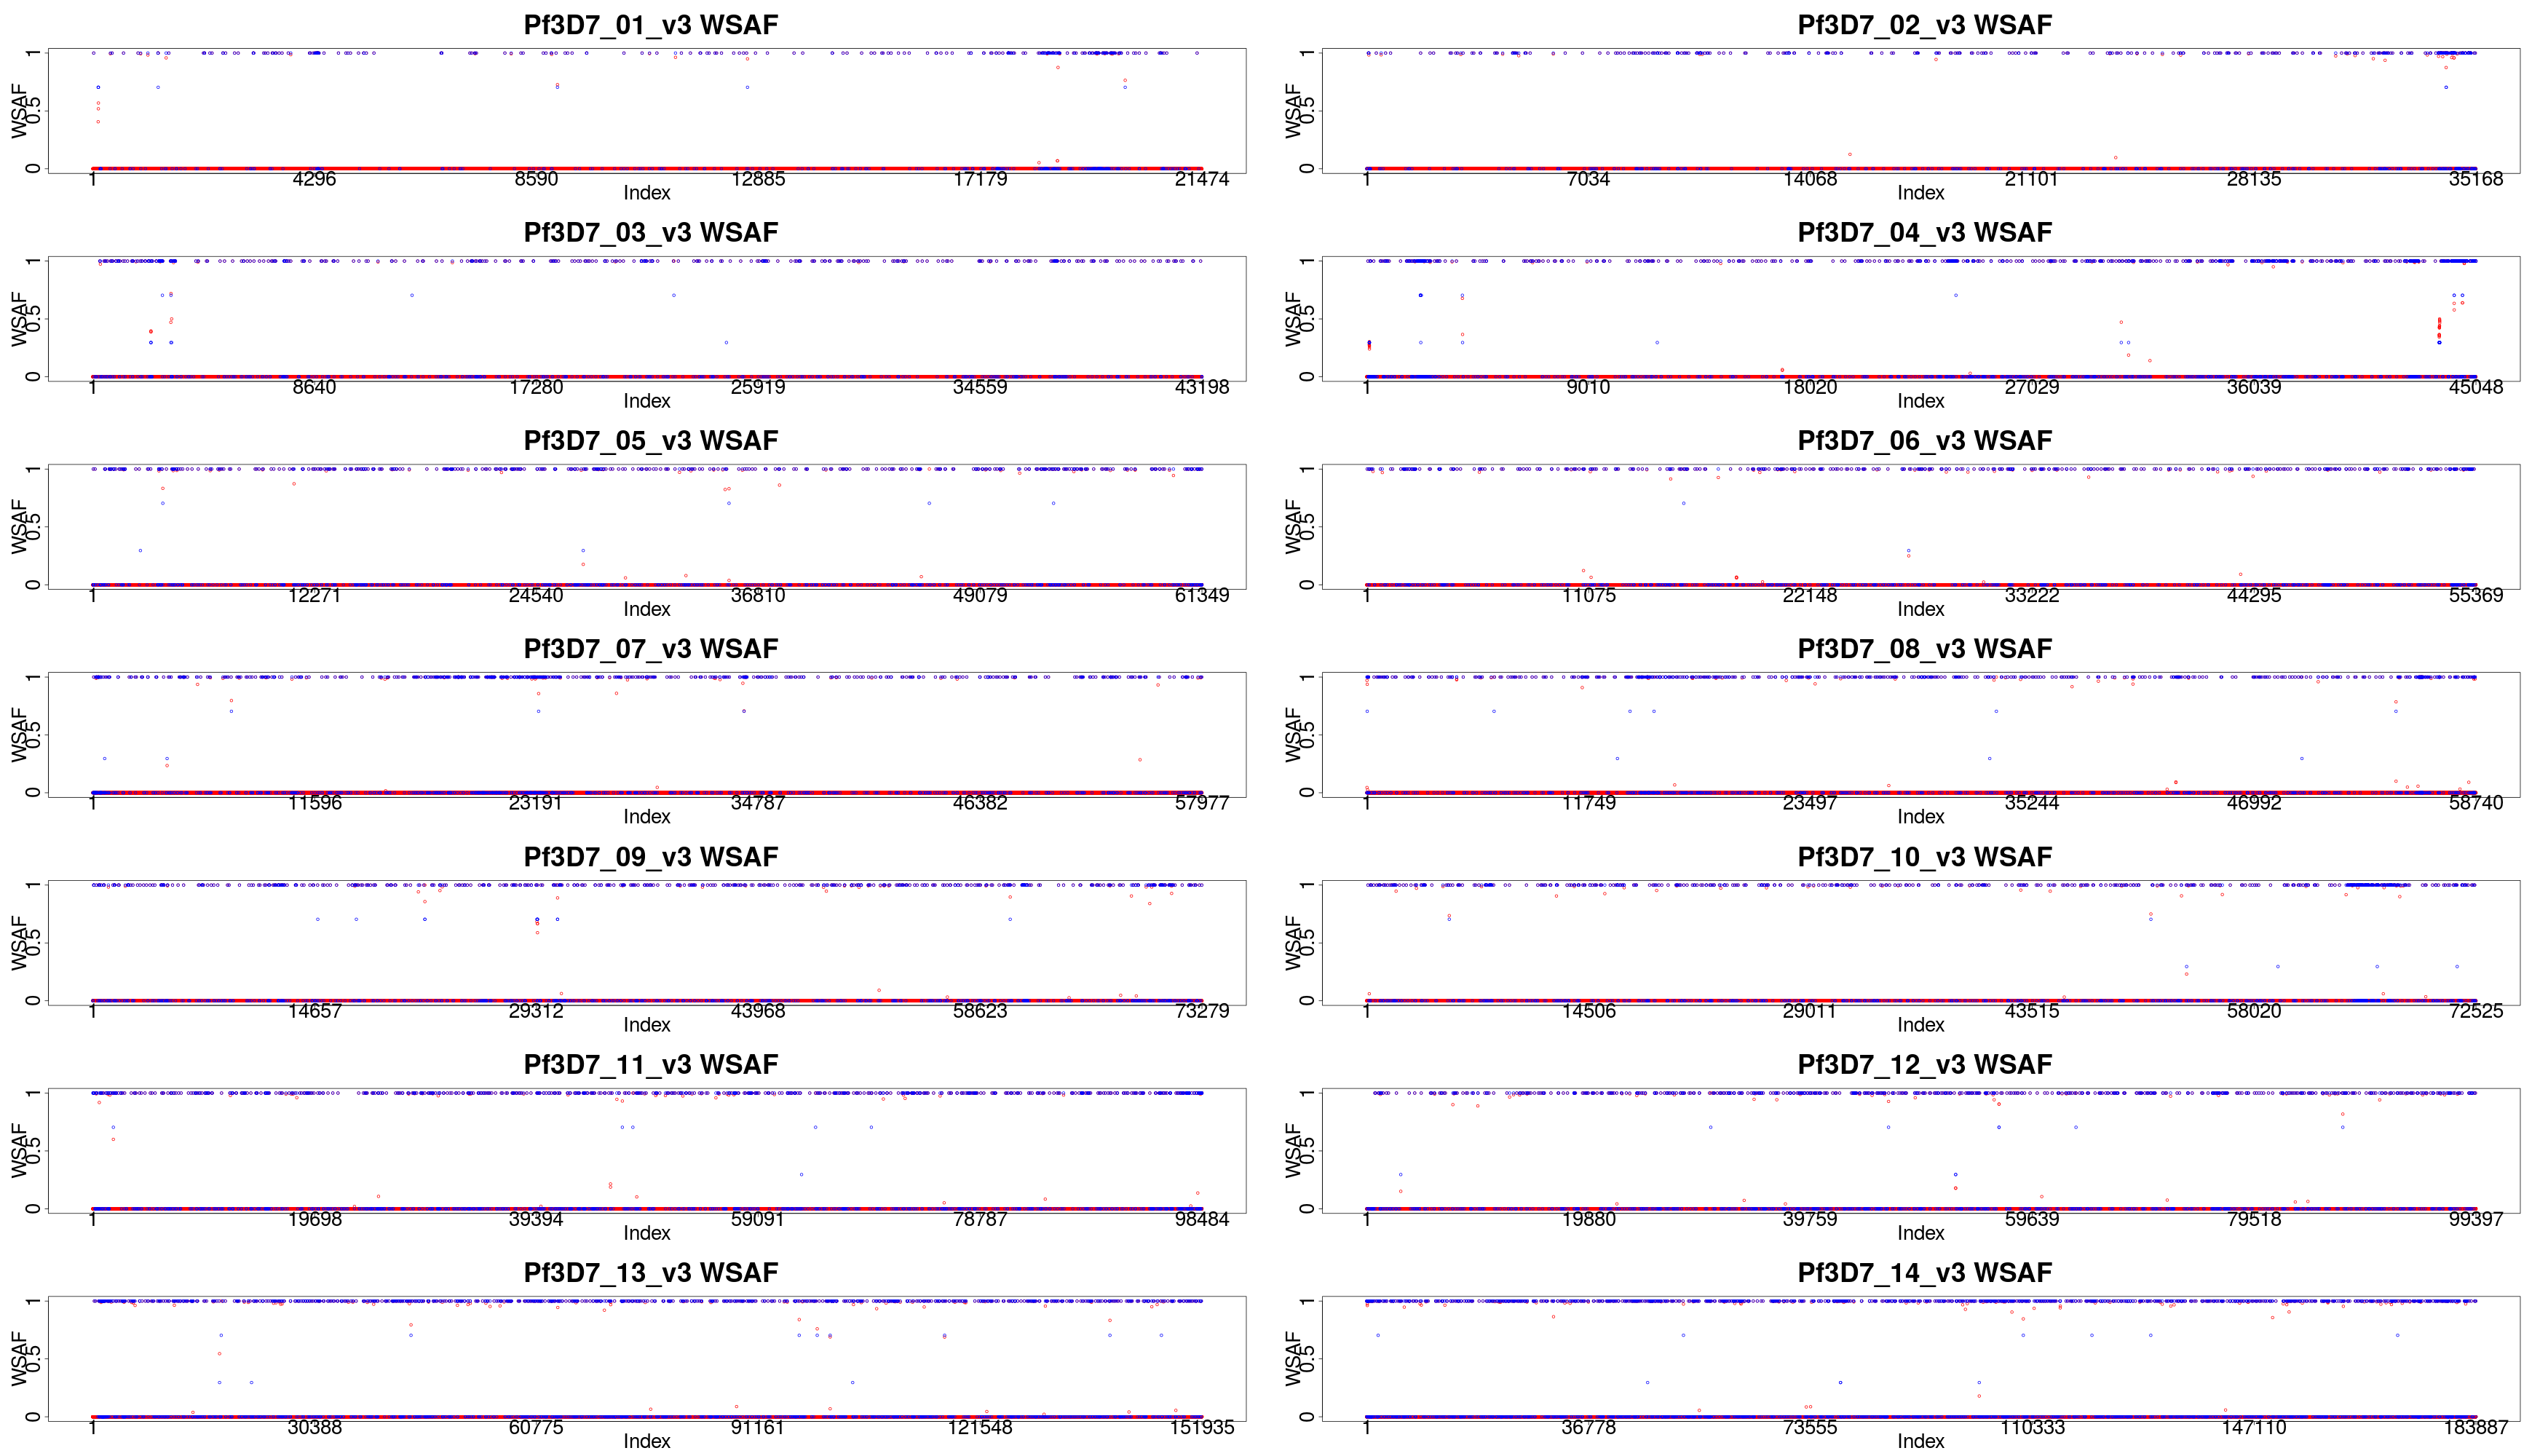 Pf3D7_01_v3 WSAF
WSAF
0 0.5 1
1 4296 8590 12885 17179 21474
Index
Pf3D7_02_v3 WSAF
WSAF
0 0.5 1
1 7034 14068 21101 28135 35168
Index
Pf3D7_03_v3 WSAF
WSAF
0 0.5 1
1 8640 17280 25919 34559 43198
Index
Pf3D7_04_v3 WSAF
WSAF
0 0.5 1
1 9010 18020 27029 36039 45048
Index
Pf3D7_05_v3 WSAF
WSAF
0 0.5 1
1 12271 24540 36810 49079 61349
Index
Pf3D7_06_v3 WSAF
WSAF
0 0.5 1
1 11075 22148 33222 44295 55369
Index
Pf3D7_07_v3 WSAF
WSAF
0 0.5 1
1 11596 23191 34787 46382 57977
Index
Pf3D7_08_v3 WSAF
WSAF
0 0.5 1
1 11749 23497 35244 46992 58740
Index
Pf3D7_09_v3 WSAF
WSAF
0 0.5 1
1 14657 29312 43968 58623 73279
Index
Pf3D7_10_v3 WSAF
WSAF
0 0.5 1
1 14506 29011 43515 58020 72525
Index
Pf3D7_11_v3 WSAF
WSAF
0 0.5 1
1 19698 39394 59091 78787 98484
Index
Pf3D7_12_v3 WSAF
WSAF
0 0.5 1
1 19880 39759 59639 79518 99397
Index
Pf3D7_13_v3 WSAF
WSAF
0 0.5 1
1 30388 60775 91161 121548 151935
Index
Pf3D7_14_v3 WSAF
WSAF
0 0.5 1
1 36778 73555 110333 147110 183887
Index